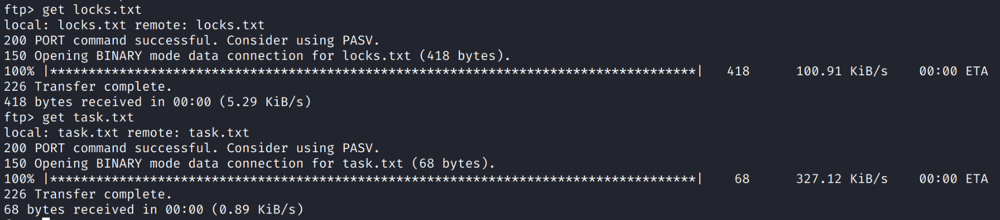 ftp> get locks.txt
local: locks.txt remote: locks.txt
200 PORT command successful. Consider using PASV.
150 Opening BINARY mode data connection for locks.txt (418 bytes).
100% |************************************************************************************| 418 100.91 KiB/s 00:00 ETA
226 Transfer complete.
418 bytes received in 00:00 (5.29 KiB/s)
ftp> get task.txt
local: task.txt remote: task.txt
200 PORT command successful. Consider using PASV.
150 Opening BINARY mode data connection for task.txt (68 bytes).
100% |************************************************************************************| 68 327.12 KiB/s 00:00 ETA
226 Transfer complete.
68 bytes received in 00:00 (0.89 KiB/s)